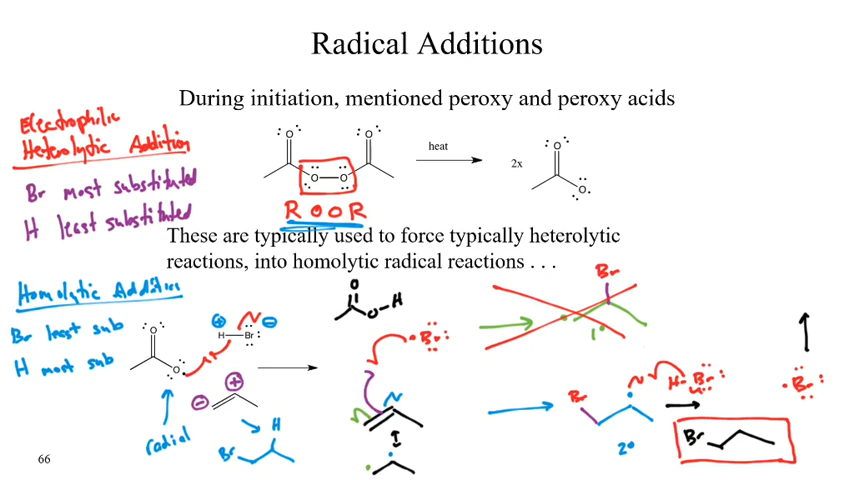 Radical Additions
During initiation, mentioned peroxy and peroxy acids
Electrophilic
Heterolytic Addition
Br most substituted
H least substituted
O O
O O
heat
2x
O
O
R O O R
These are typically used to force typically heterolytic
reactions, into homolytic radical reactions . . .
Homolytic Addition
Br least sub
H most sub
O
O
radial
H Br
H
Br
O
O H
Br
Br
1°
Br
H Br
2°
Br
Br
66